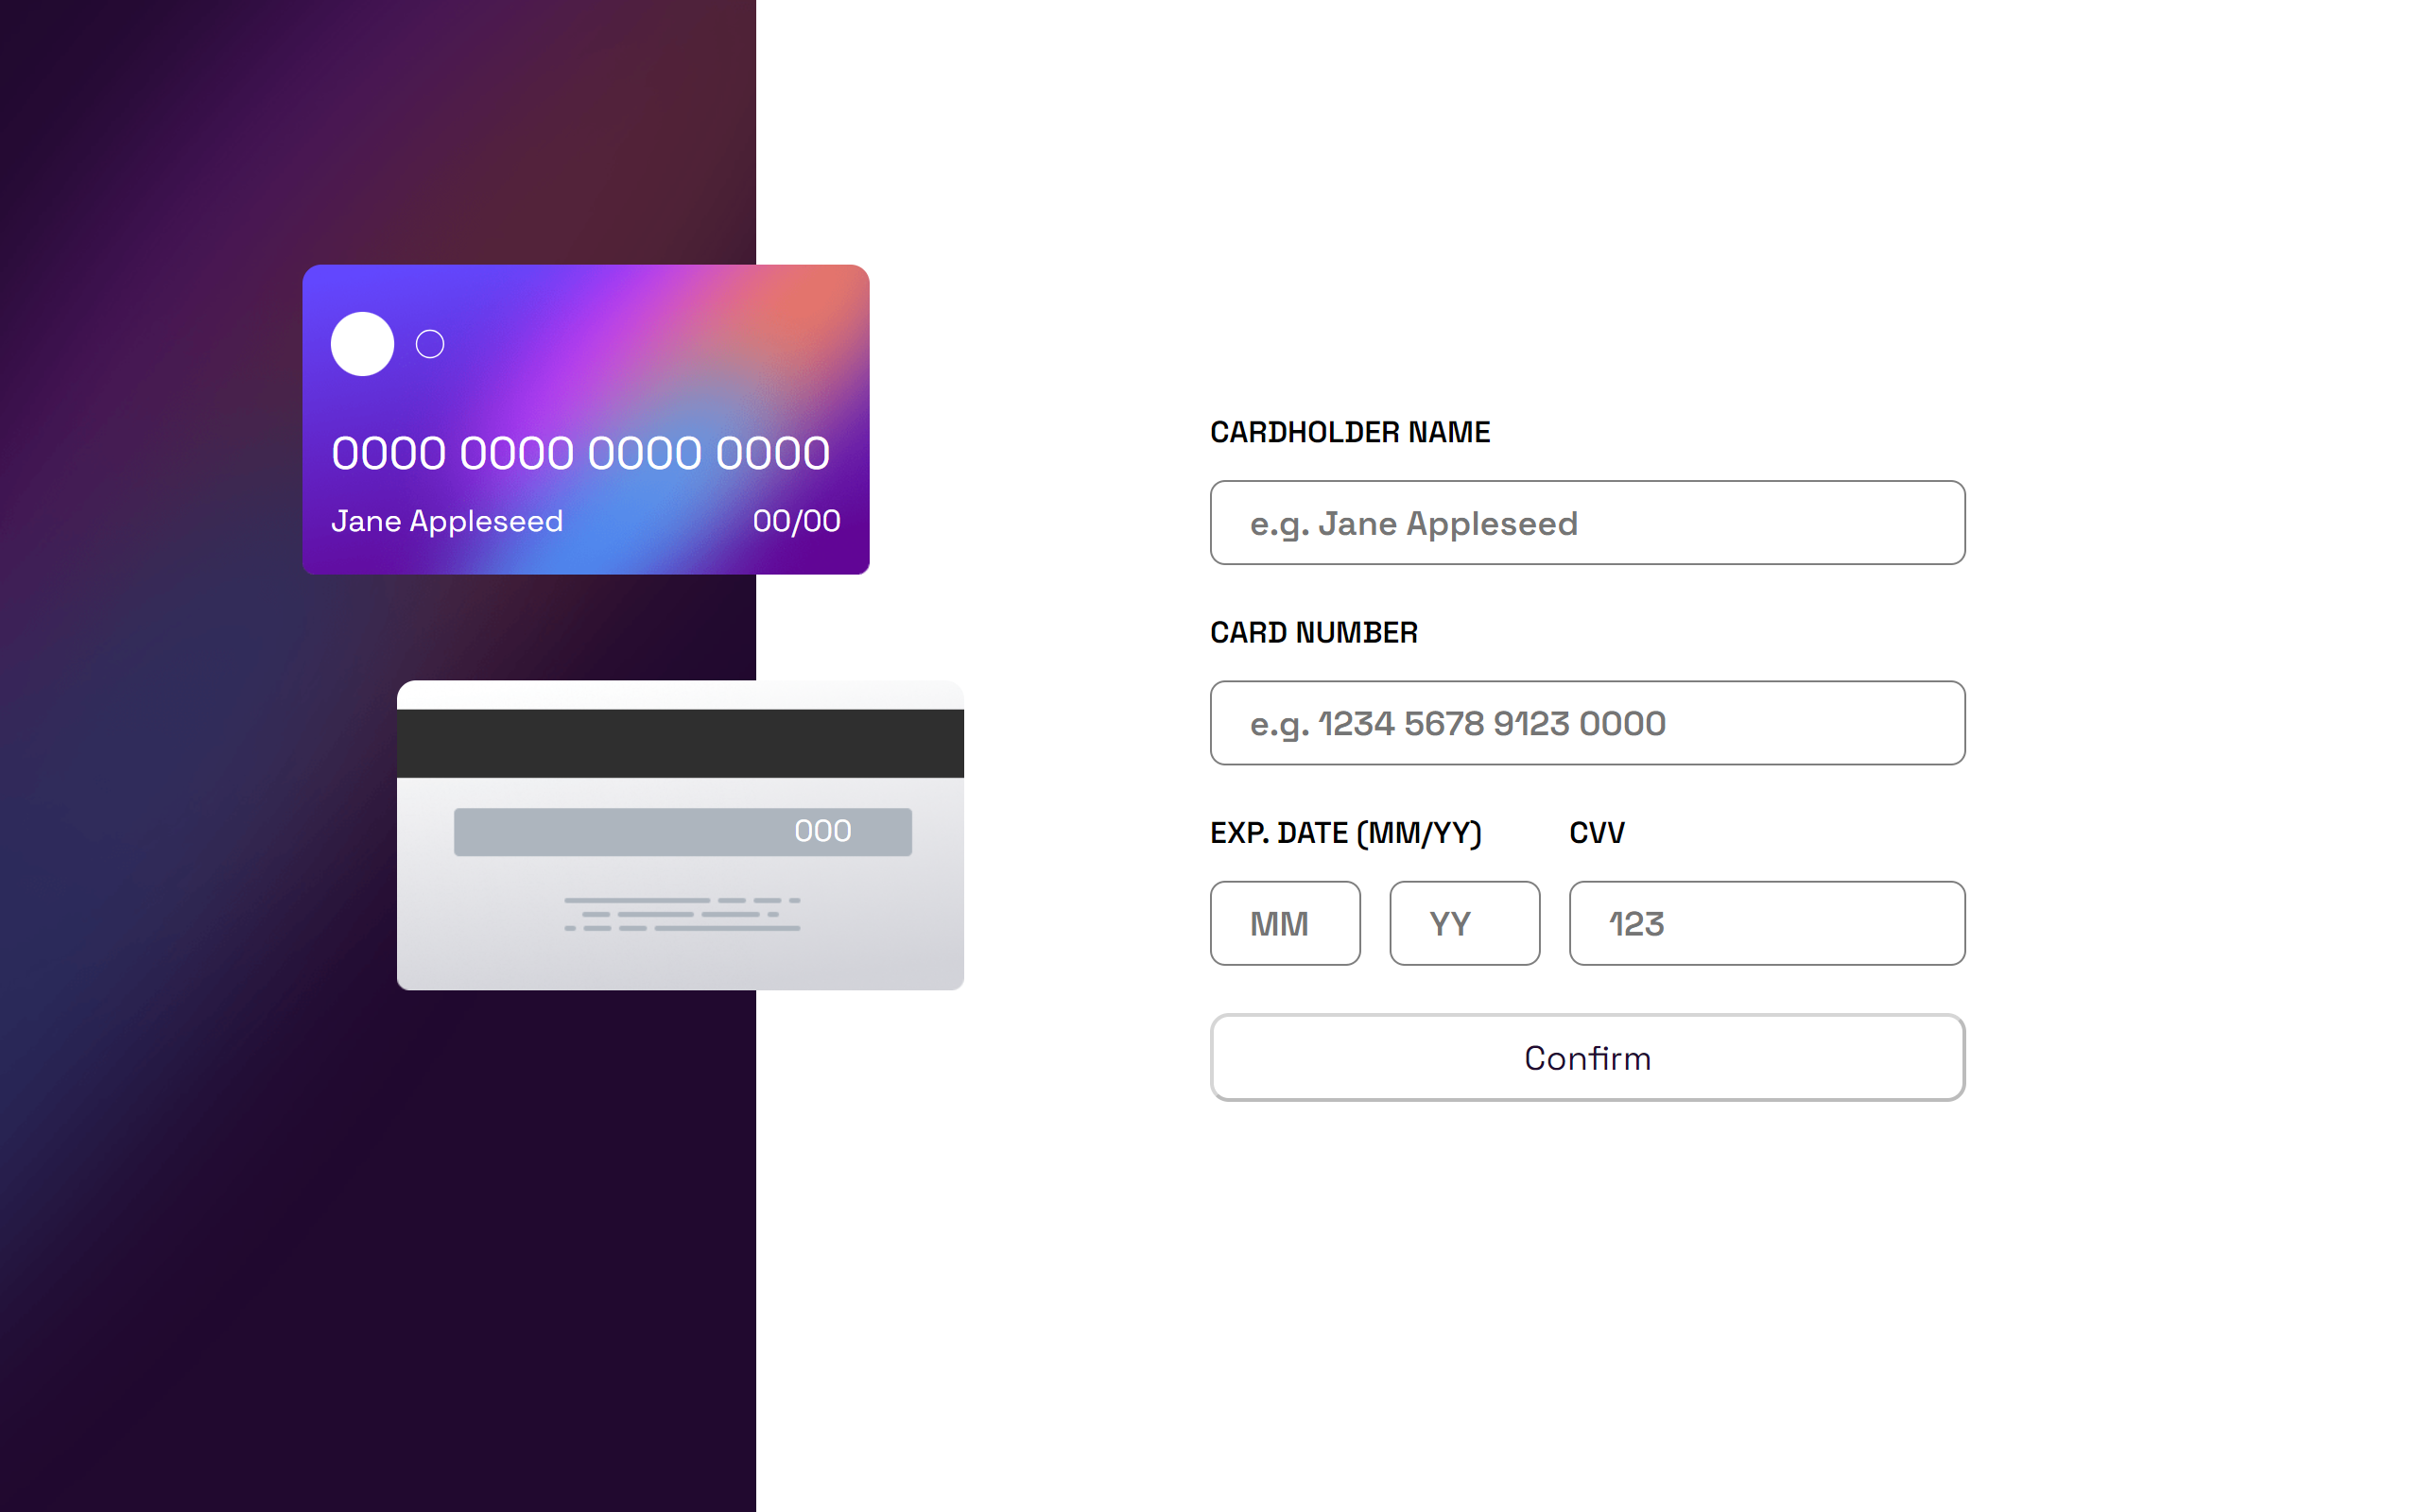 0000 0000 0000 0000
Jane Appleseed 00/00
000
CARDHOLDER NAME
e.g. Jane Appleseed
CARD NUMBER
e.g. 1234 5678 9123 0000
EXP. DATE (MM/YY) CVV
MM YY 123
Confirm